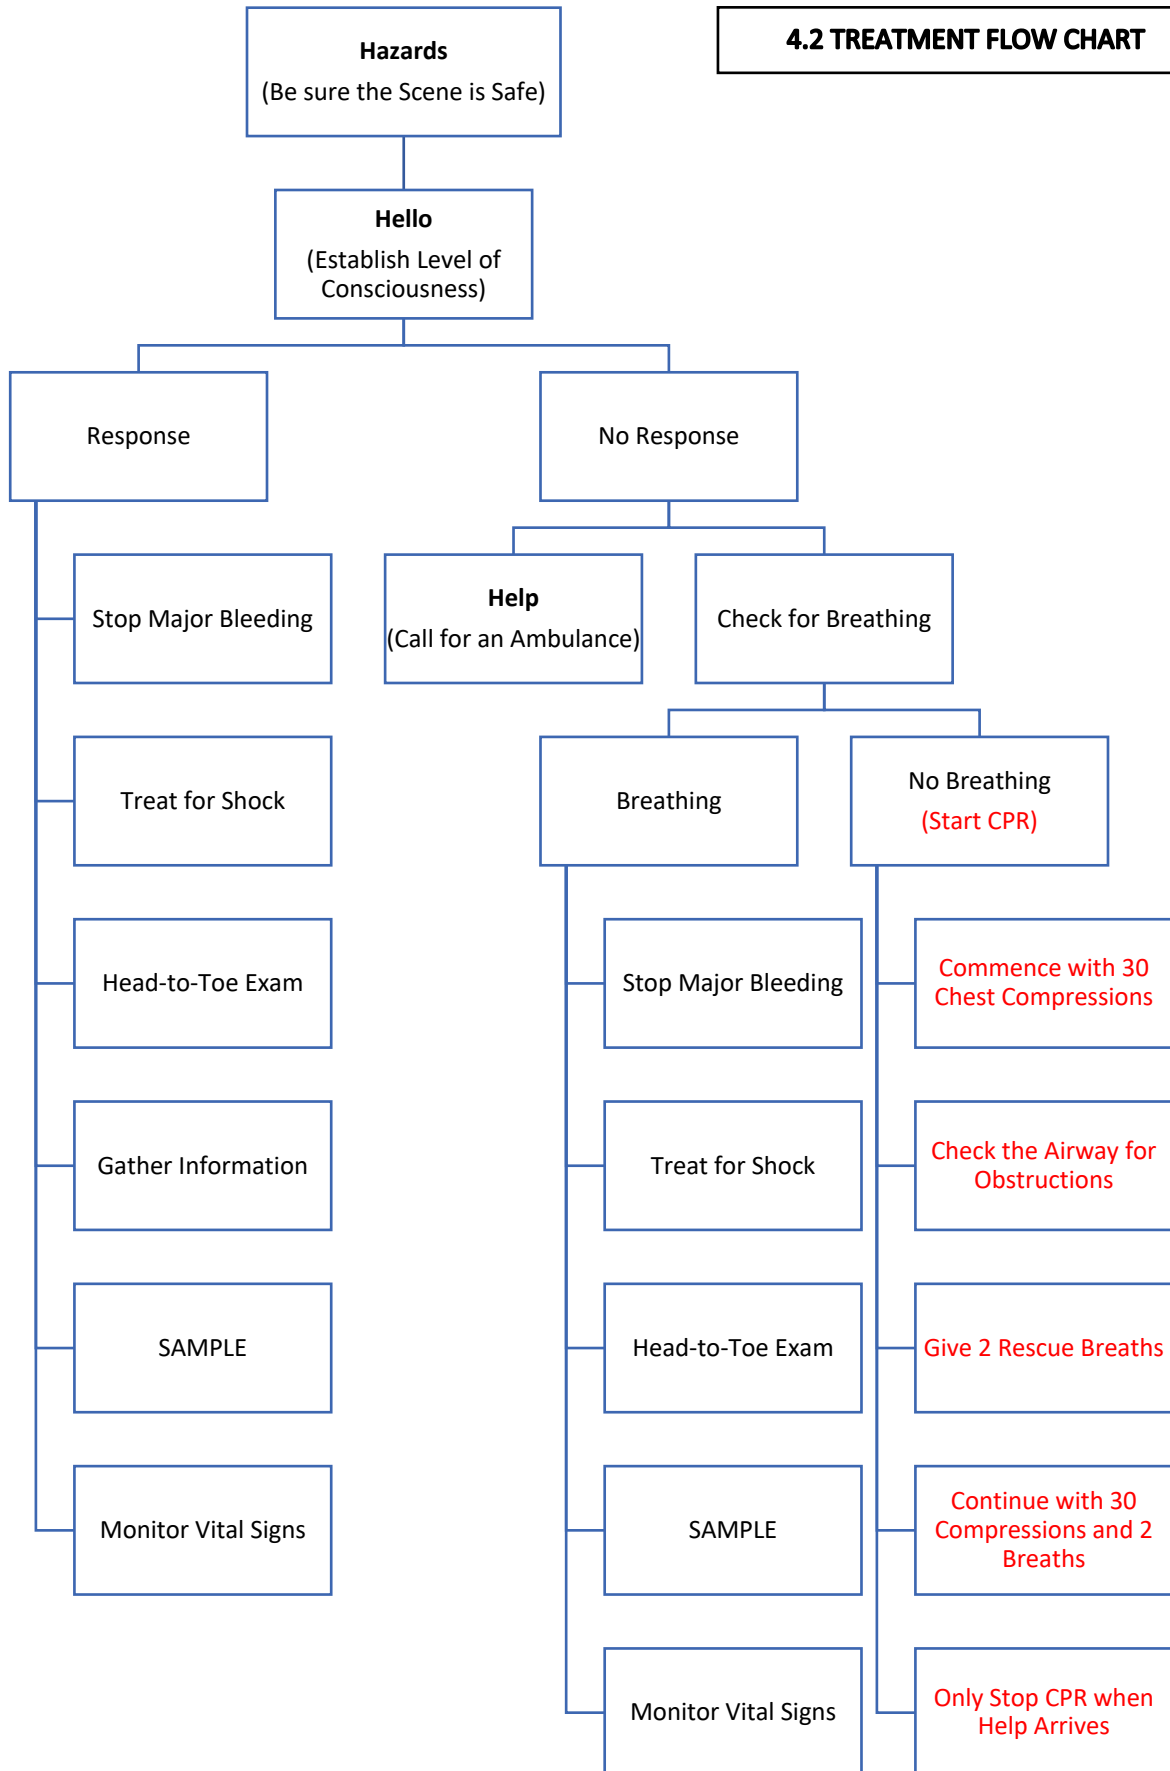 4.2 TREATMENT FLOW CHART
Hazards
(Be sure the Scene is Safe)
Hello
(Establish Level of
Consciousness)
Response
No Response
Stop Major Bleeding
Help
(Call for an Ambulance)
Check for Breathing
Treat for Shock
Breathing
No Breathing
(Start CPR)
Head-to-Toe Exam
Stop Major Bleeding
Commence with 30
Chest Compressions
Gather Information
Treat for Shock
Check the Airway for
Obstructions
SAMPLE
Head-to-Toe Exam
Give 2 Rescue Breaths
Monitor Vital Signs
SAMPLE
Continue with 30
Compressions and 2
Breaths
Monitor Vital Signs
Only Stop CPR when
Help Arrives